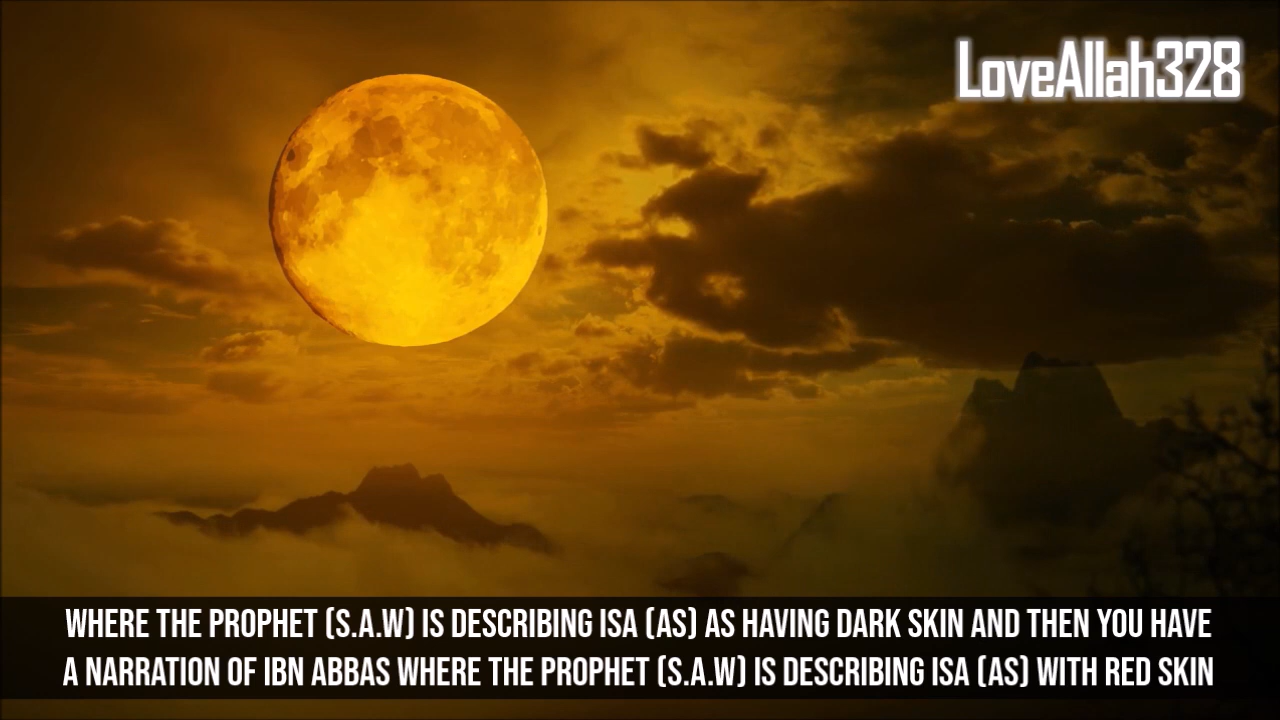 LoveAllah328
WHERE THE PROPHET (S.A.W) IS DESCRIBING ISA (AS) AS HAVING DARK SKIN AND THEN YOU HAVE
A NARRATION OF IBN ABBAS WHERE THE PROPHET (S.A.W) IS DESCRIBING ISA (AS) WITH RED SKIN